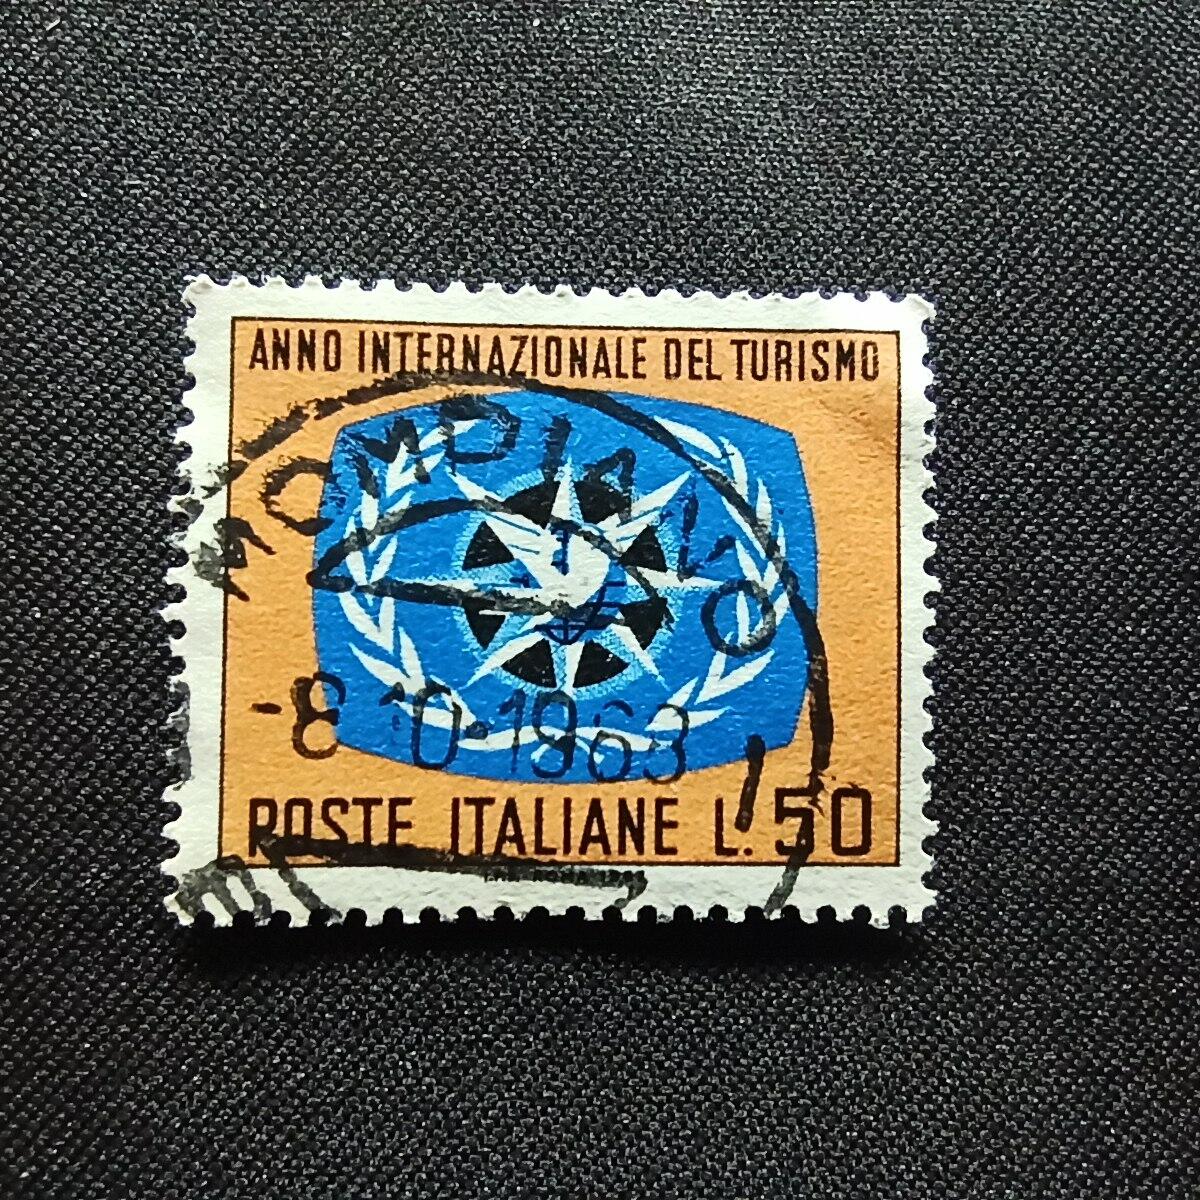 ANNO INTERNAZIONALE DEL TURISMO
-8 10·1963
POSTE ITALIANE L. 50